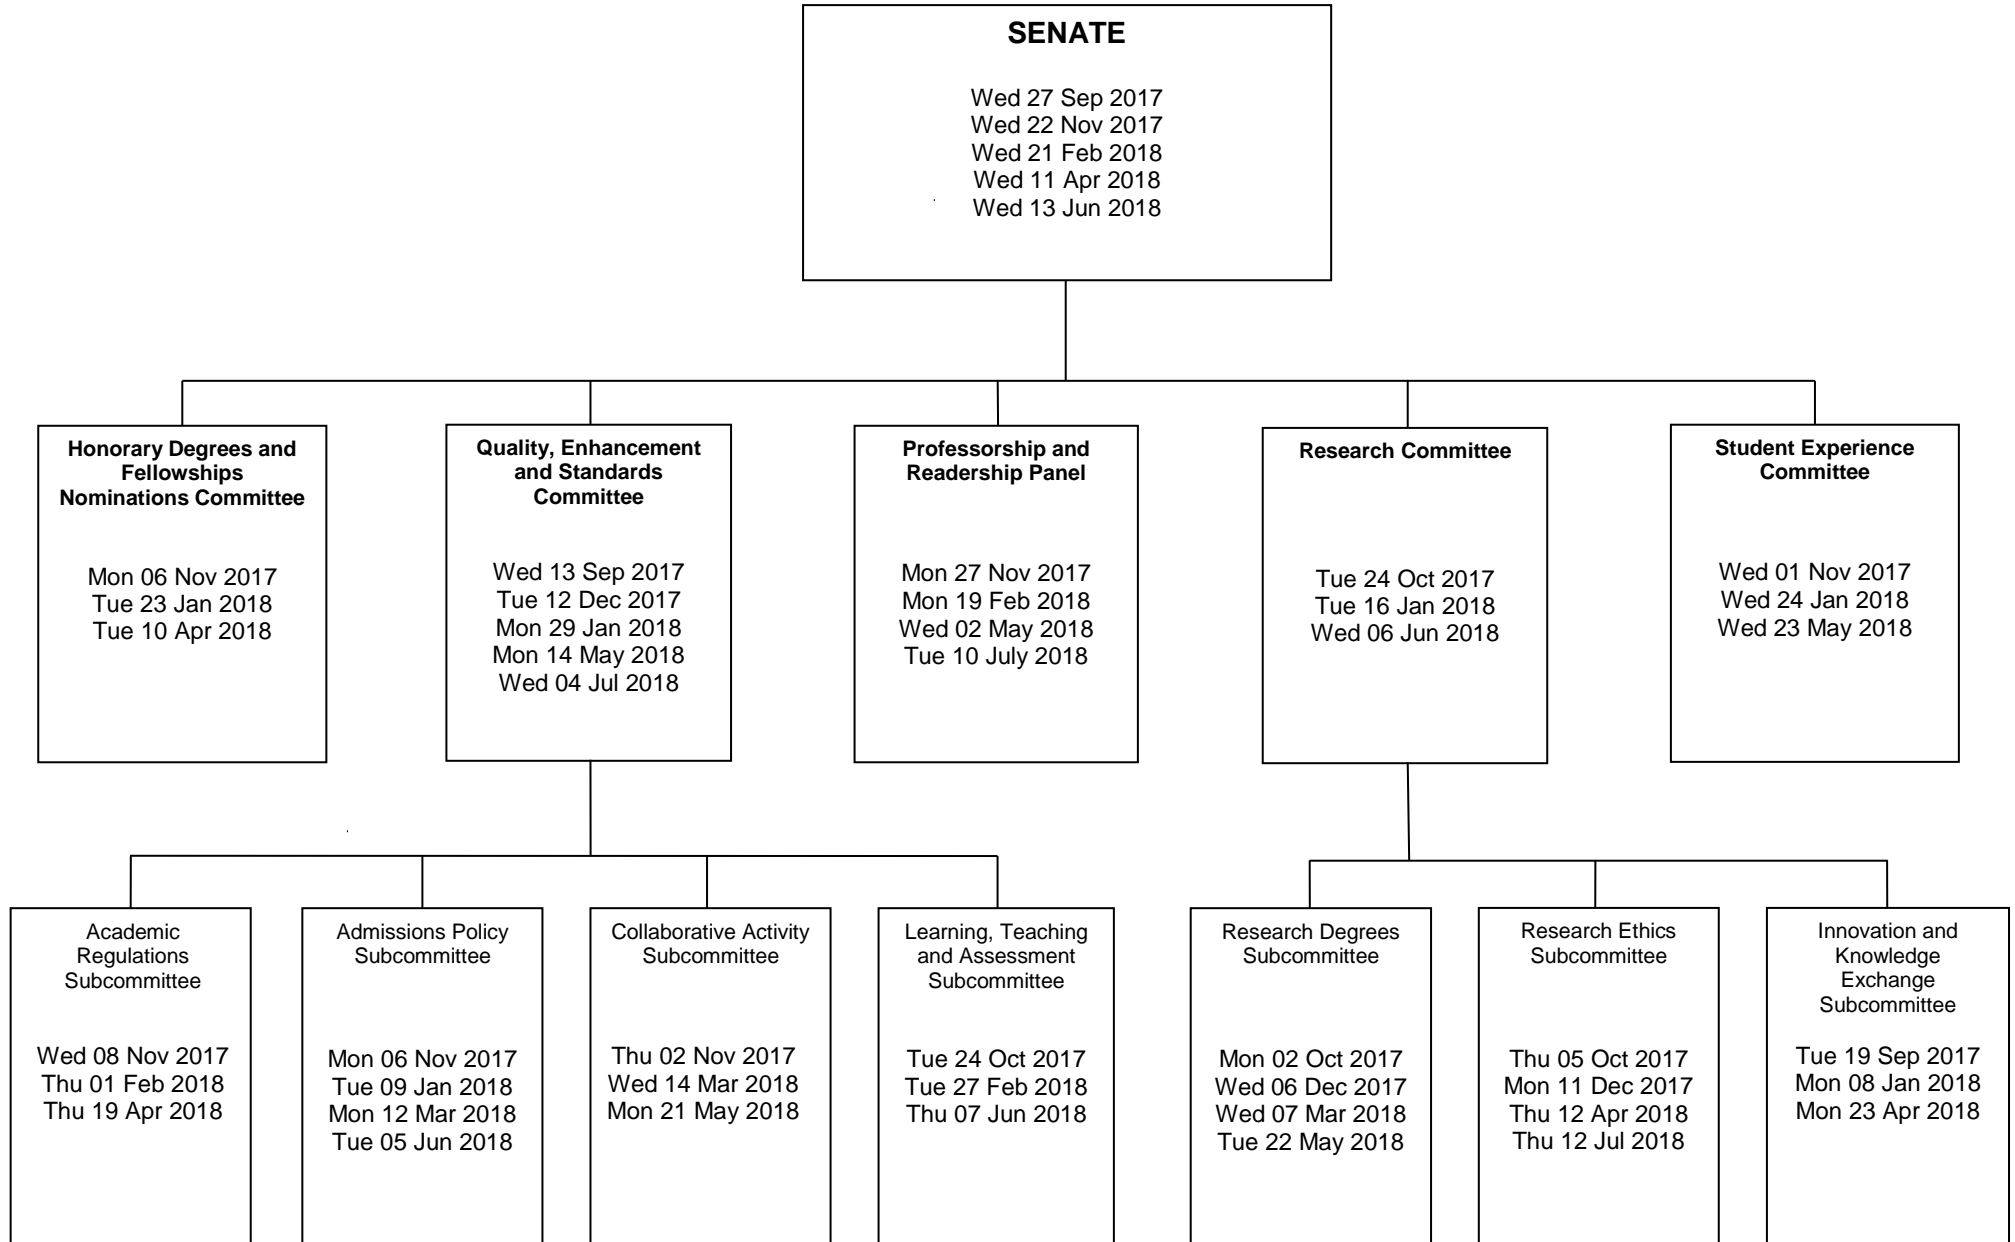 SENATE
Wed 27 Sep 2017
Wed 22 Nov 2017
Wed 21 Feb 2018
Wed 11 Apr 2018
Wed 13 Jun 2018
Honorary Degrees and
Fellowships
Nominations Committee
Mon 06 Nov 2017
Tue 23 Jan 2018
Tue 10 Apr 2018
Quality, Enhancement
and Standards
Committee
Wed 13 Sep 2017
Tue 12 Dec 2017
Mon 29 Jan 2018
Mon 14 May 2018
Wed 04 Jul 2018
Professorship and
Readership Panel
Mon 27 Nov 2017
Mon 19 Feb 2018
Wed 02 May 2018
Tue 10 July 2018
Research Committee
Tue 24 Oct 2017
Tue 16 Jan 2018
Wed 06 Jun 2018
Student Experience
Committee
Wed 01 Nov 2017
Wed 24 Jan 2018
Wed 23 May 2018
Academic
Regulations
Subcommittee
Wed 08 Nov 2017
Thu 01 Feb 2018
Thu 19 Apr 2018
Admissions Policy
Subcommittee
Mon 06 Nov 2017
Tue 09 Jan 2018
Mon 12 Mar 2018
Tue 05 Jun 2018
Collaborative Activity
Subcommittee
Thu 02 Nov 2017
Wed 14 Mar 2018
Mon 21 May 2018
Learning, Teaching
and Assessment
Subcommittee
Tue 24 Oct 2017
Tue 27 Feb 2018
Thu 07 Jun 2018
Research Degrees
Subcommittee
Mon 02 Oct 2017
Wed 06 Dec 2017
Wed 07 Mar 2018
Tue 22 May 2018
Research Ethics
Subcommittee
Thu 05 Oct 2017
Mon 11 Dec 2017
Thu 12 Apr 2018
Thu 12 Jul 2018
Innovation and
Knowledge
Exchange
Subcommittee
Tue 19 Sep 2017
Mon 08 Jan 2018
Mon 23 Apr 2018